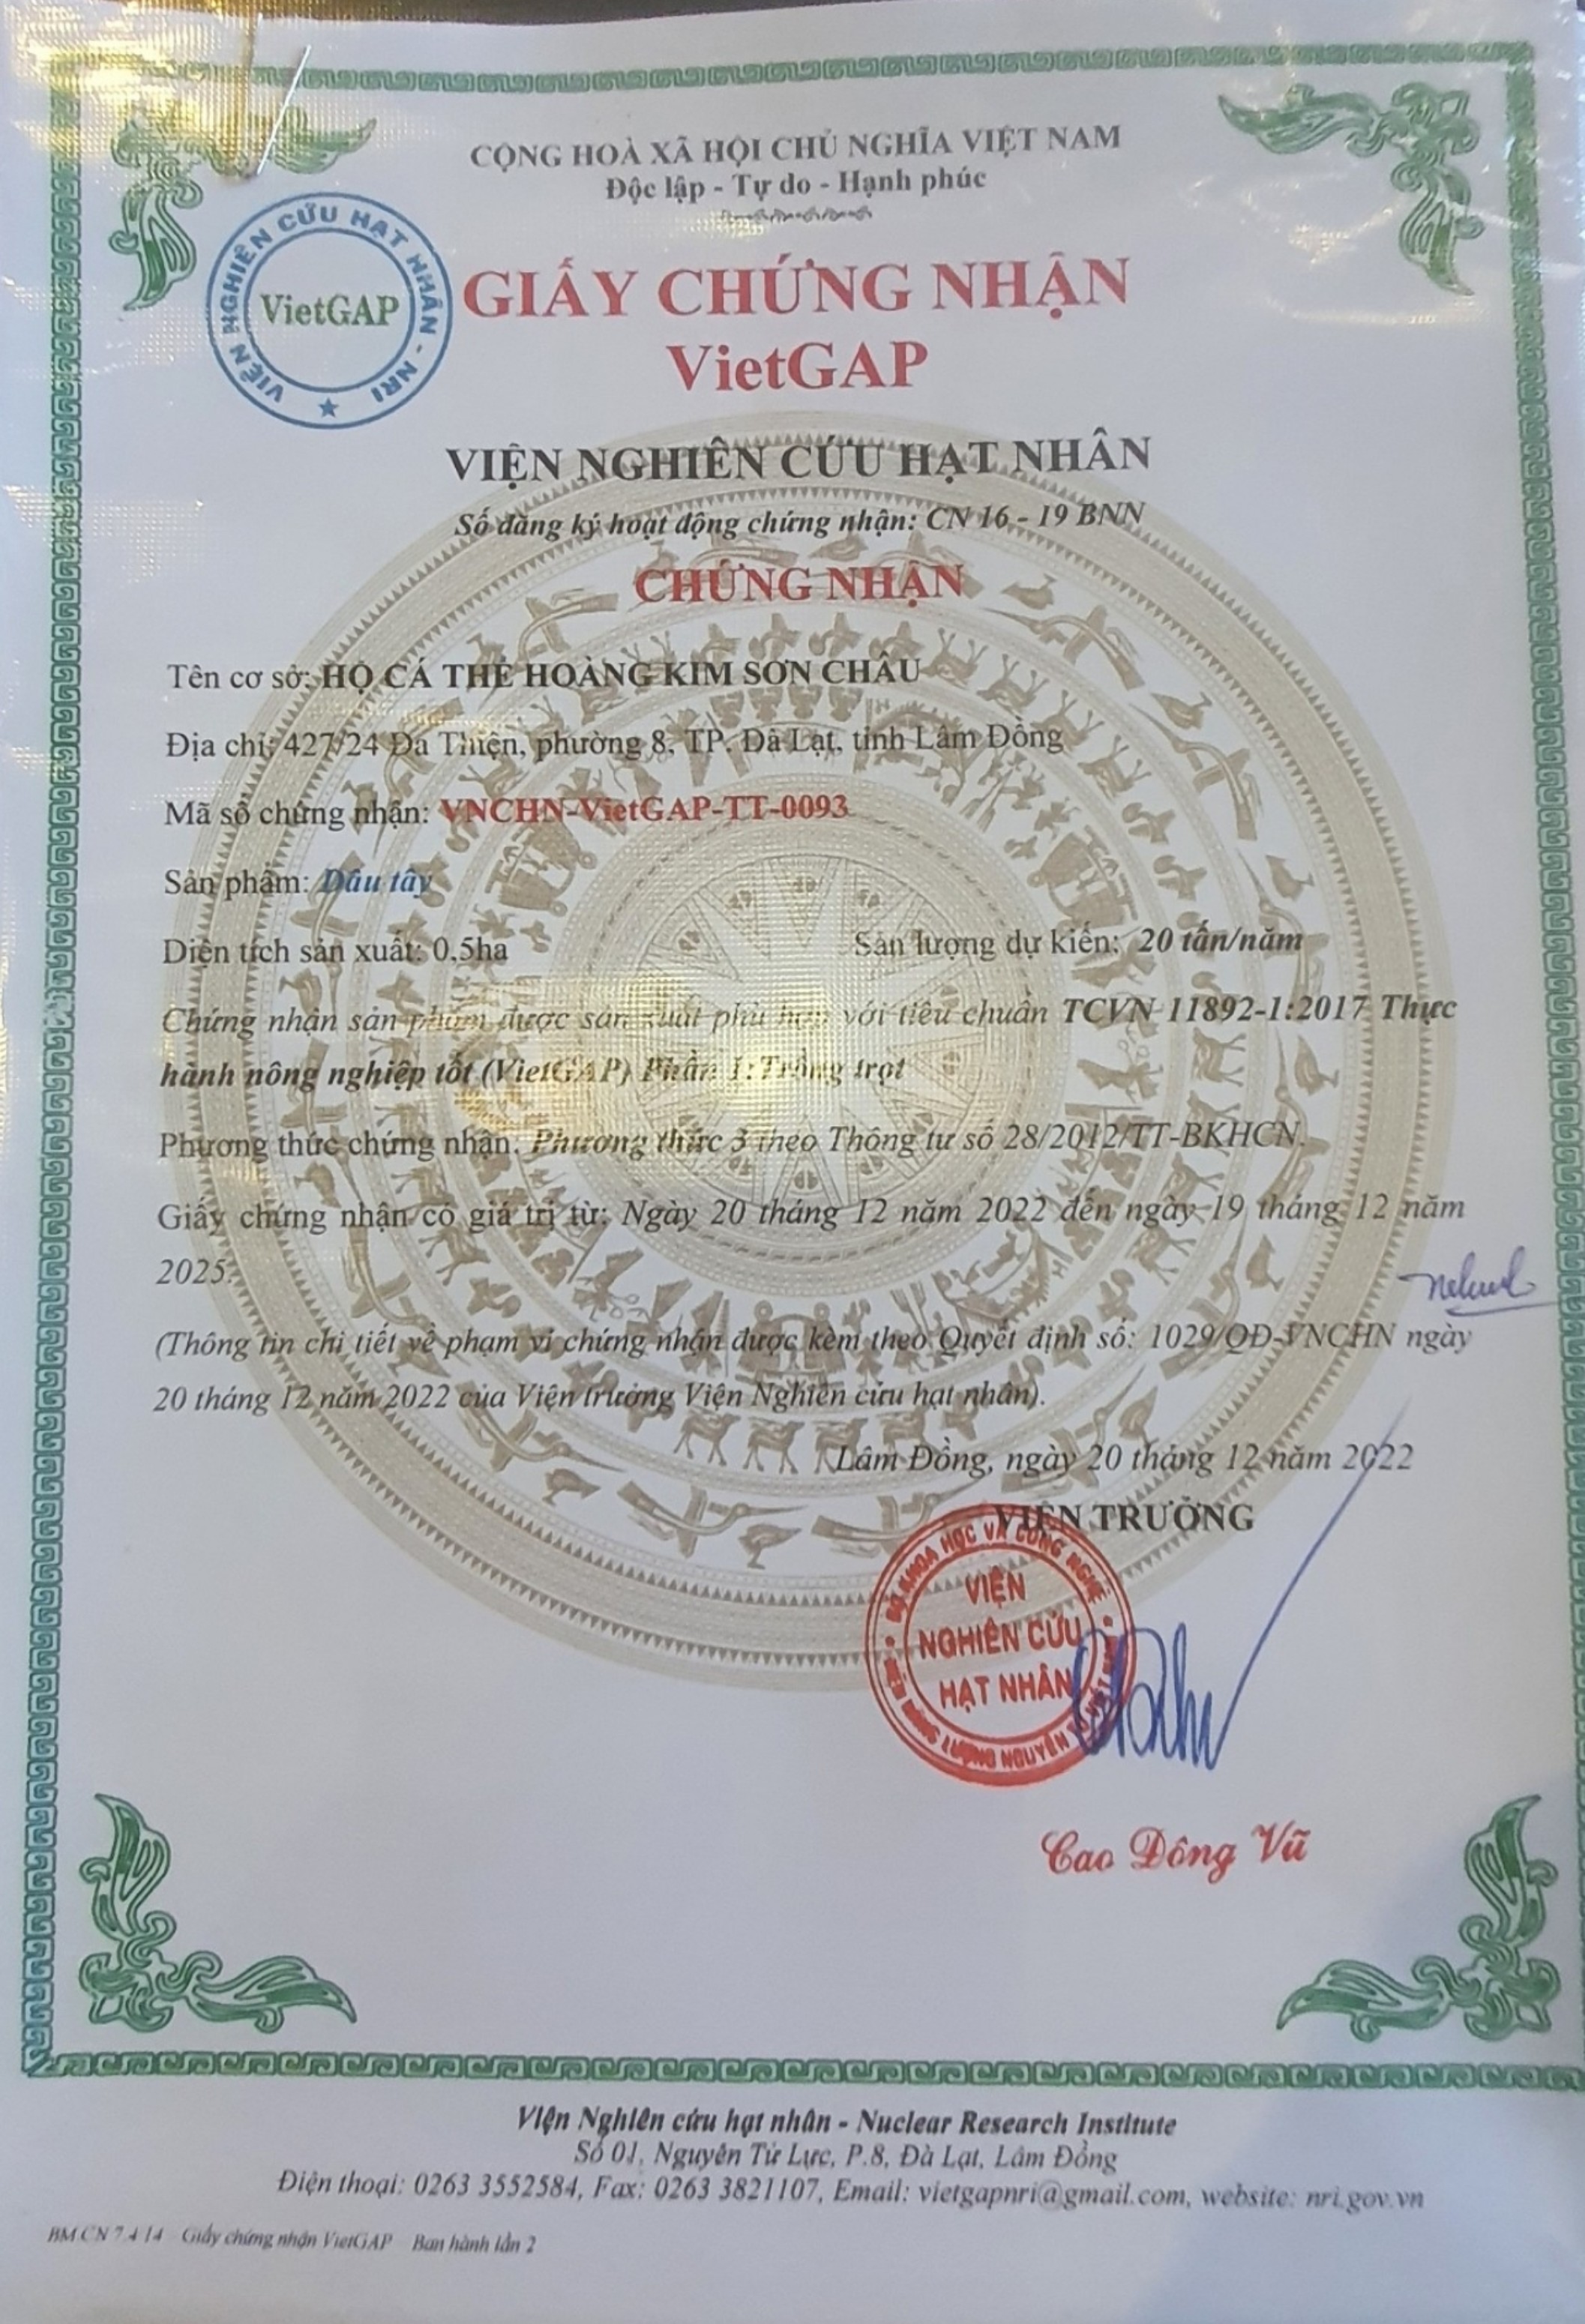 CỘNG HOÀ XÃ HỘI CHỦ NGHĨA VIỆT NAM
Độc lập - Tự do - Hạnh phúc
VIỆN NGHIÊN CỨU HẠT NHÂN - NRI
VietGAP
GIẤY CHỨNG NHẬN
VietGAP
VIỆN NGHIÊN CỨU HẠT NHÂN
Số đăng ký hoạt động chứng nhận: CN 16 - 19 BNN
CHỨNG NHẬN
Tên cơ sở: HỘ CÁ THỂ HOÀNG KIM SƠN CHÂU
Địa chỉ: 427/24 Đa Thiện, phường 8, TP. Đà Lạt, tỉnh Lâm Đồng
Mã số chứng nhận: VNCHN-VietGAP-TT-0093
Sản phẩm: Dâu tây
Diện tích sản xuất: 0,5ha Sản lượng dự kiến: 20 tấn/năm
Chứng nhận sản phẩm được sản xuất phù hợp với tiêu chuẩn TCVN 11892-1:2017 Thực
hành nông nghiệp tốt (VietGAP) Phần 1: Trồng trọt
Phương thức chứng nhận: Phương thức 3 theo Thông tư số 28/2012/TT-BKHCN.
Giấy chứng nhận có giá trị từ: Ngày 20 tháng 12 năm 2022 đến ngày 19 tháng 12 năm
2025.
(Thông tin chi tiết về phạm vi chứng nhận được kèm theo Quyết định số: 1029/QĐ-VNCHN ngày
20 tháng 12 năm 2022 của Viện trưởng Viện Nghiên cứu hạt nhân).
Lâm Đồng, ngày 20 tháng 12 năm 2022
VIỆN TRƯỞNG
BỘ KHOA HỌC VÀ CÔNG NGHỆ
VIỆN
NGHIÊN CỨU
HẠT NHÂN
VIỆN NĂNG LƯỢNG NGUYÊN TỬ VIỆT NAM
Cao Đông Vũ
Viện Nghiên cứu hạt nhân - Nuclear Research Institute
Số 01, Nguyên Tử Lực, P.8, Đà Lạt, Lâm Đồng
Điện thoại: 0263 3552584, Fax: 0263 3821107, Email: vietgapnri@gmail.com, website: nri.gov.vn
BM.CN 7.4-14 Giấy chứng nhận VietGAP Ban hành lần 2